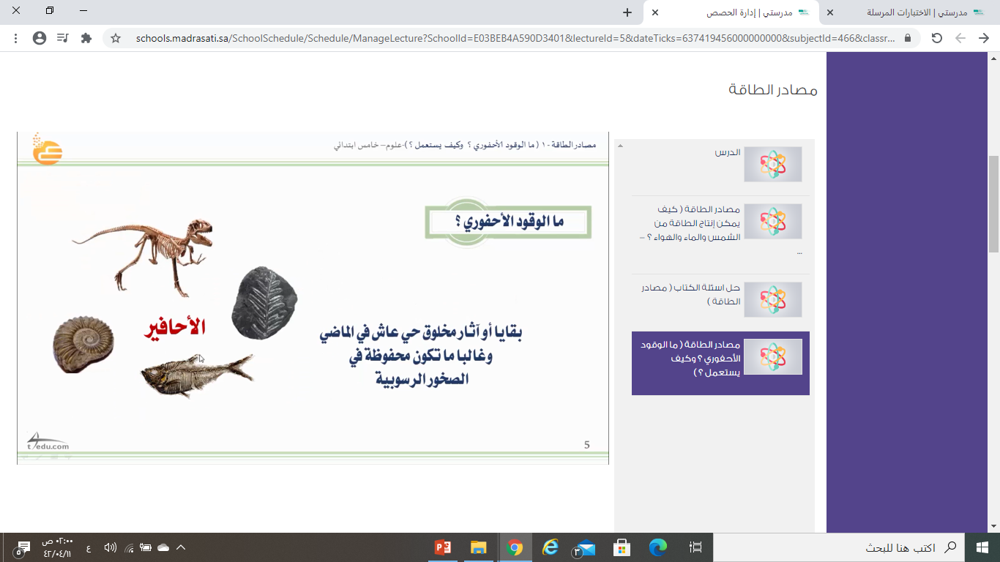 مدرستي | الاختبارات المرسلة
مدرستي | إدارة الحصص
schools.madrasati.sa/SchoolSchedule/Schedule/ManageLecture?SchoolId=E03BEB4A590D3401&lectureId=5&dateTicks=637419456000000000&subjectId=466&classr...
مصادر الطاقة
الدرس
مصادر الطاقة ( كيف
يمكن إنتاج الطاقة من
الشمس والماء والهواء ؟ –
...
حل اسئلة الكتاب ( مصادر
الطاقة )
مصادر الطاقة ( ما الوقود
الأحفوري ؟ وكيف
يستعمل ؟ )
مصادر الطاقة - ١ ( ما الوقود الأحفوري ؟ وكيف يستعمل ؟ )-علوم– خامس ابتدائي
ما الوقود الأحفوري ؟
الأحافير
بقايا أو آثار مخلوق حي عاش في الماضي
وغالبا ما تكون محفوظة في
الصخور الرسوبية
t4edu.com
5
اكتب هنا للبحث
٣
ع
٠٢:٠٠ ص
٤٢/٠٤/١١
٥